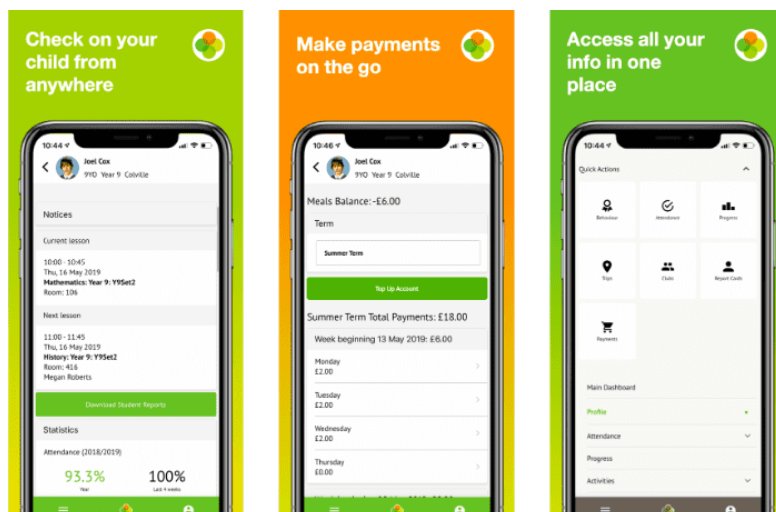 Check on your
child from
anywhere
10:44
Joel Cox
9YO Year 9 Colville
Notices
Current lesson
10:00 - 10:45
Thu, 16 May 2019
Mathematics: Year 9: Y9Set2
Room: 106
Next lesson
11:00 - 11:45
Thu, 16 May 2019
History: Year 9: Y9Set2
Room: 416
Megan Roberts
Download Student Reports
Statistics
Attendance (2018/2019)
93.3% 100%
Year Last 4 weeks
Make payments
on the go
10:46
Joel Cox
9YO Year 9 Colville
Meals Balance: -£6.00
Term
Summer Term
Top Up Account
Summer Term Total Payments: £18.00
Week beginning 13 May 2019: £6.00
Monday
£2.00
Tuesday
£2.00
Wednesday
£2.00
Thursday
£0.00
Access all your
info in one
place
10:44
Quick Actions
Behaviour Attendance Progress
Trips Clubs Report Cards
Payments
Main Dashboard
Profile
Attendance
Progress
Activities